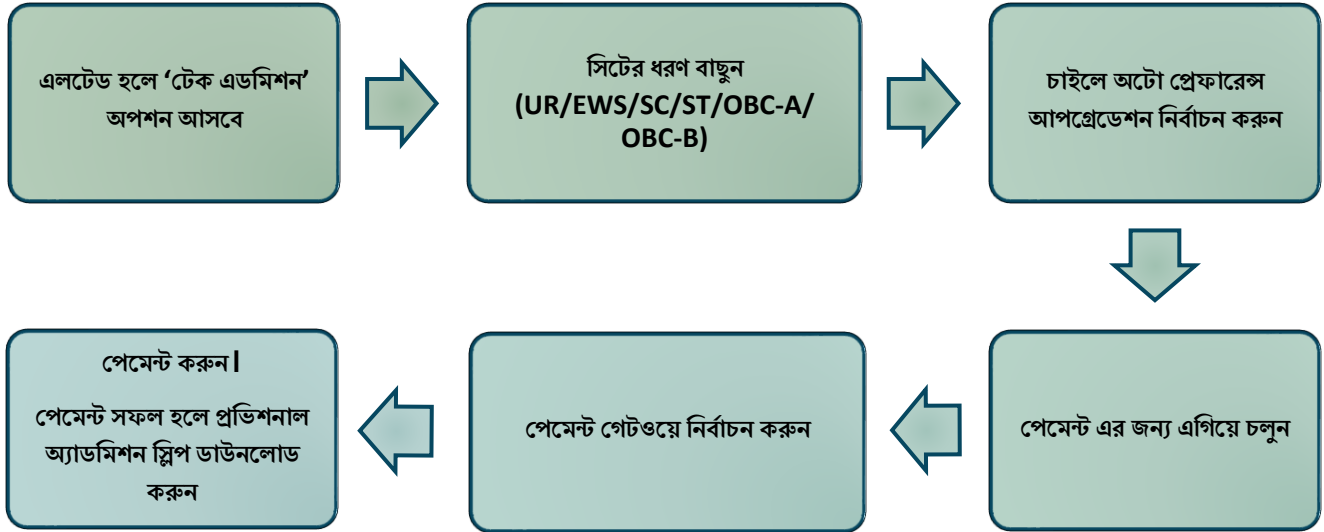 এলটেড হলে ‘টেক এডমিশন’
অপশন আসবে
সিটের ধরণ বাছুন
(UR/EWS/SC/ST/OBC-A/
OBC-B)
চাইলে অটো প্রেফারেন্স
আপগ্রেডেশন নির্বাচন করুন
পেমেন্ট এর জন্য এগিয়ে চলুন
পেমেন্ট গেটওয়ে নির্বাচন করুন
পেমেন্ট করুন।
পেমেন্ট সফল হলে প্রভিশনাল
অ্যাডমিশন স্লিপ ডাউনলোড
করুন